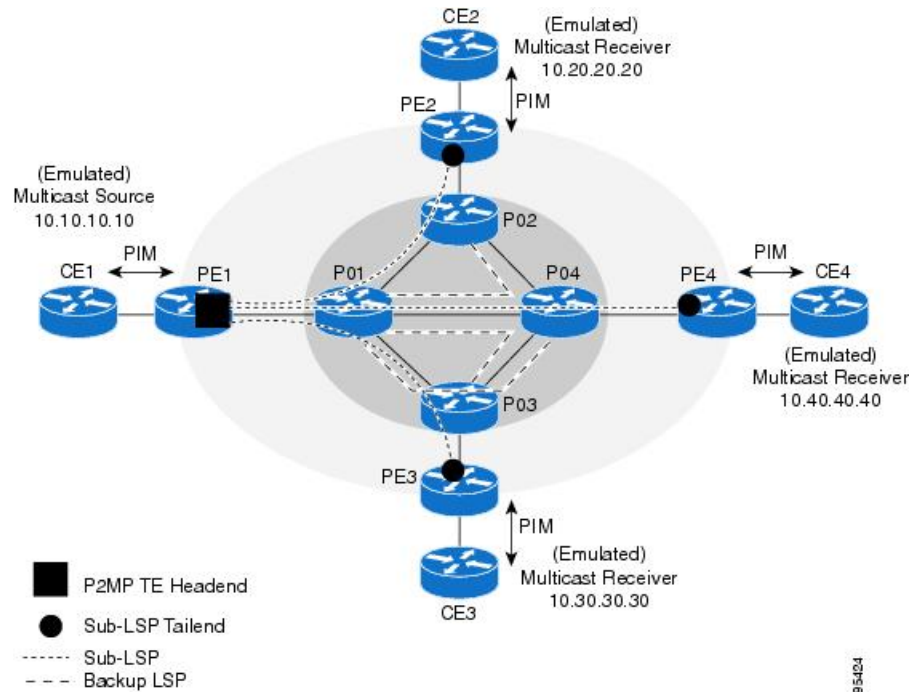 CE2
(Emulated)
Multicast Receiver
10.20.20.20
PE2
PIM
(Emulated)
Multicast Source
10.10.10.10
P02
PIM
CE1
PE1
P01
P04
PE4
PIM
CE4
(Emulated)
Multicast Receiver
10.40.40.40
P03
PE3
PIM
(Emulated)
Multicast Receiver
10.30.30.30
CE3
P2MP TE Headend
Sub-LSP Tailend
Sub-LSP
Backup LSP
95424